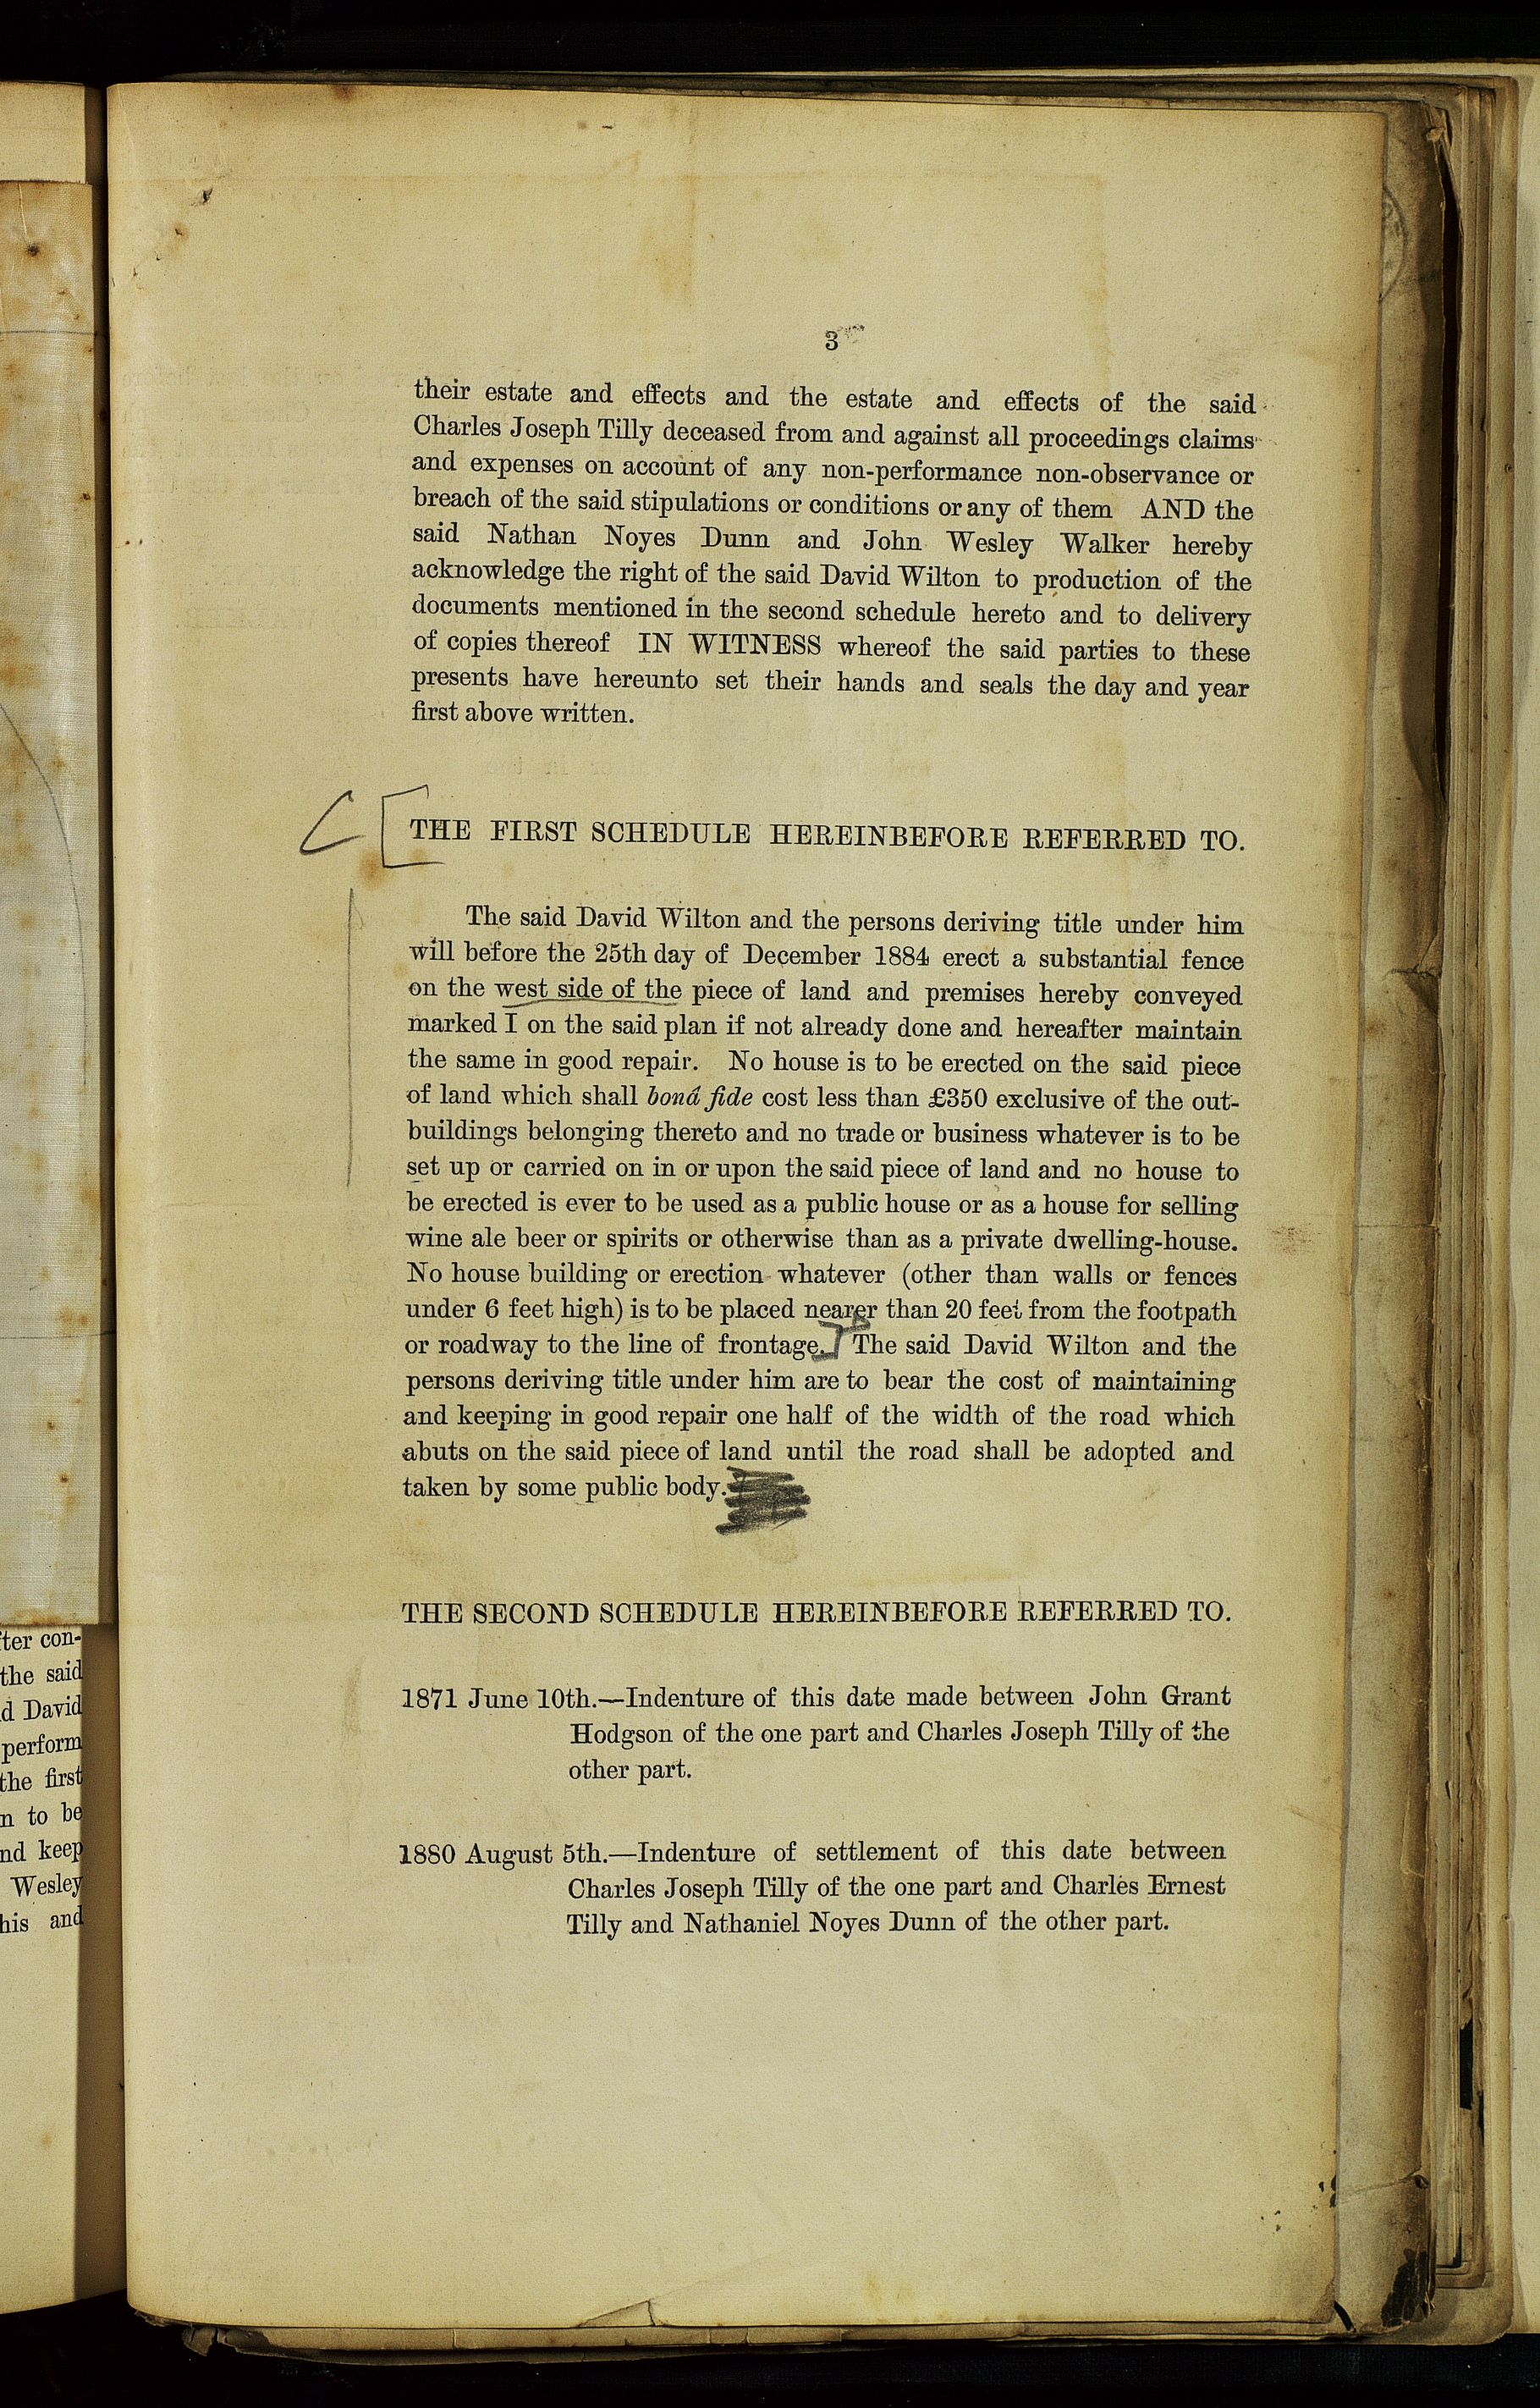 3
their estate and effects and the estate and effects of the said
Charles Joseph Tilly deceased from and against all proceedings claims
and expenses on account of any non-performance non-observance or
breach of the said stipulations or conditions or any of them AND the
said Nathan Noyes Dunn and John Wesley Walker hereby
acknowledge the right of the said David Wilton to production of the
documents mentioned in the second schedule hereto and to delivery
of copies thereof IN WITNESS whereof the said parties to these
presents have hereunto set their hands and seals the day and year
first above written.
THE FIRST SCHEDULE HEREINBEFORE REFERRED TO.
The said David Wilton and the persons deriving title under him
will before the 25th day of December 1884 erect a substantial fence
on the west side of the piece of land and premises hereby conveyed
marked I on the said plan if not already done and hereafter maintain
the same in good repair. No house is to be erected on the said piece
of land which shall bonâ fide cost less than £350 exclusive of the out-
buildings belonging thereto and no trade or business whatever is to be
set up or carried on in or upon the said piece of land and no house to
be erected is ever to be used as a public house or as a house for selling
wine ale beer or spirits or otherwise than as a private dwelling-house.
No house building or erection whatever (other than walls or fences
under 6 feet high) is to be placed nearer than 20 feet from the footpath
or roadway to the line of frontage.] The said David Wilton and the
persons deriving title under him are to bear the cost of maintaining
and keeping in good repair one half of the width of the road which
abuts on the said piece of land until the road shall be adopted and
taken by some public body.
THE SECOND SCHEDULE HEREINBEFORE REFERRED TO.
1871 June 10th.—Indenture of this date made between John Grant
Hodgson of the one part and Charles Joseph Tilly of the
other part.
1880 August 5th.—Indenture of settlement of this date between
Charles Joseph Tilly of the one part and Charles Ernest
Tilly and Nathaniel Noyes Dunn of the other part.
ter con-
the said
d David
perform
the first
n to be
nd keep
Wesley
his and